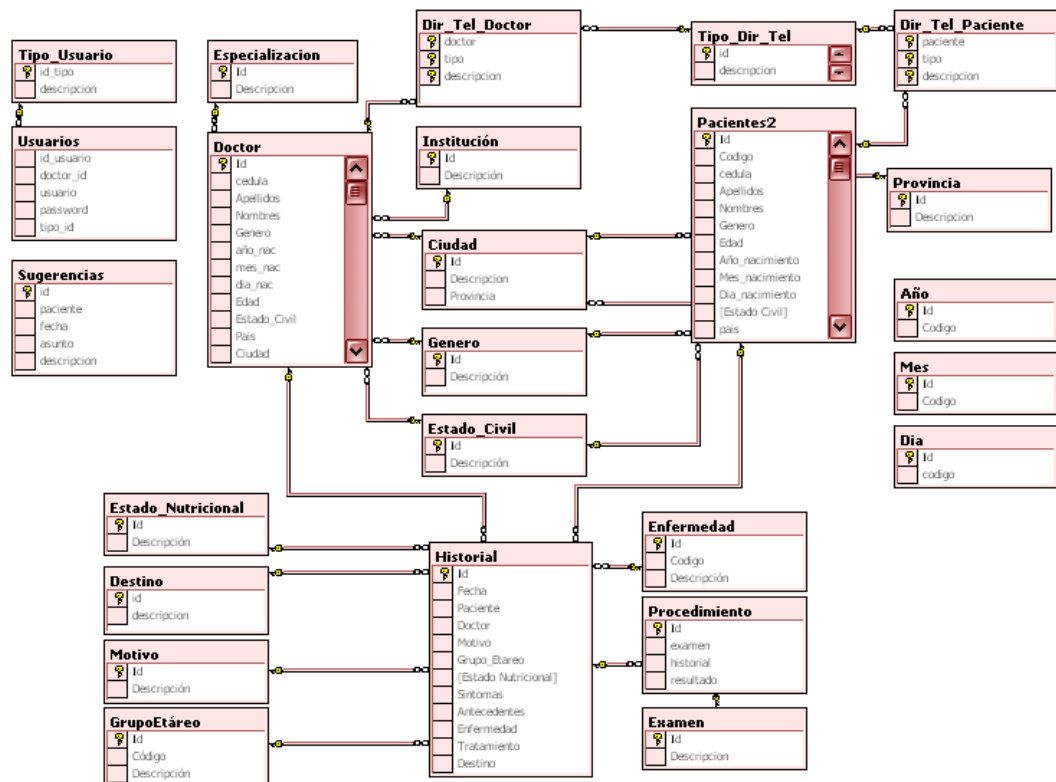 Dir_Tel_Doctor
doctor
tipo
descripcion
Tipo_Dir_Tel
id
descripcion
Dir_Tel_Paciente
paciente
tipo
descripcion
Tipo_Usuario
id_tipo
descripcion
Especializacion
Id
Descripcion
Usuarios
id_usuario
doctor_id
usuario
password
tipo_id
Doctor
Id
cedula
Apellidos
Nombres
Genero
año_nac
mes_nac
dia_nac
Edad
Estado_Civil
Pais
Ciudad
Institución
Id
Descripción
Pacientes2
Id
Codigo
cedula
Apellidos
Nombres
Genero
Edad
Año_nacimiento
Mes_nacimiento
Dia_nacimiento
[Estado Civil]
pais
Provincia
Id
Descripcion
Ciudad
Id
Descripcion
Provincia
Sugerencias
id
paciente
fecha
asunto
descripcion
Genero
Id
Descripción
Año
Id
Codigo
Mes
Id
Codigo
Estado_Civil
Id
Descripción
Dia
Id
codigo
Estado_Nutricional
Id
Descripción
Destino
id
descripcion
Motivo
Id
Descripción
GrupoEtáreo
Id
Código
Descripción
Historial
Id
Fecha
Paciente
Doctor
Motivo
Grupo_Etareo
[Estado Nutricional]
Sintomas
Antecedentes
Enfermedad
Tratamiento
Destino
Enfermedad
Id
Codigo
Descripción
Procedimiento
Id
examen
historial
resultado
Examen
Id
Descripcion